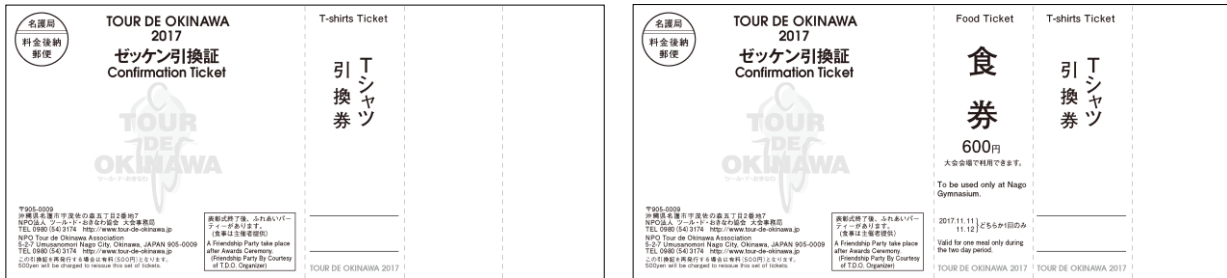 名護局
料金後納
郵便
TOUR DE OKINAWA
2017
ゼッケン引換証
Confirmation Ticket
TOUR
DE
OKINAWA
ツール・ド・おきなわ
〒905-0009
沖縄県名護市宇茂佐の森五丁目2番地7
NPO法人 ツール・ド・おきなわ協会 大会事務局
TEL 0980 (54) 3174 http://www.tour-de-okinawa.jp
NPO Tour de Okinawa Association
5-2-7 Umusanomori Nago City, Okinawa, JAPAN 905-0009
TEL 0980 (54) 3174 http://www.tour-de-okinawa.jp
この引換証を再発行する場合は有料(500円)となります。
500yen will be charged to reissue this set of tickets.
表彰式終了後、ふれあいパー
ティーがあります。
(食事は主催者提供)
A Friendship Party take place
after Awards Ceremony.
(Friendship Party By Courtesy
of T.D.O. Organizer)
T-shirts Ticket
Tシャツ
引換券
TOUR DE OKINAWA 2017
名護局
料金後納
郵便
TOUR DE OKINAWA
2017
ゼッケン引換証
Confirmation Ticket
TOUR
DE
OKINAWA
ツール・ド・おきなわ
〒905-0009
沖縄県名護市宇茂佐の森五丁目2番地7
NPO法人 ツール・ド・おきなわ協会 大会事務局
TEL 0980 (54) 3174 http://www.tour-de-okinawa.jp
NPO Tour de Okinawa Association
5-2-7 Umusanomori Nago City, Okinawa, JAPAN 905-0009
TEL 0980 (54) 3174 http://www.tour-de-okinawa.jp
この引換証を再発行する場合は有料(500円)となります。
500yen will be charged to reissue this set of tickets.
表彰式終了後、ふれあいパー
ティーがあります。
(食事は主催者提供)
A Friendship Party take place
after Awards Ceremony.
(Friendship Party By Courtesy
of T.D.O. Organizer)
Food Ticket
食券
600円
大会会場で利用できます。
To be used only at Nago
Gymnasium.
2017.11.11
11.12
どちらか1回のみ
Valid for one meal only during
the two day period.
TOUR DE OKINAWA 2017
T-shirts Ticket
Tシャツ
引換券
TOUR DE OKINAWA 2017